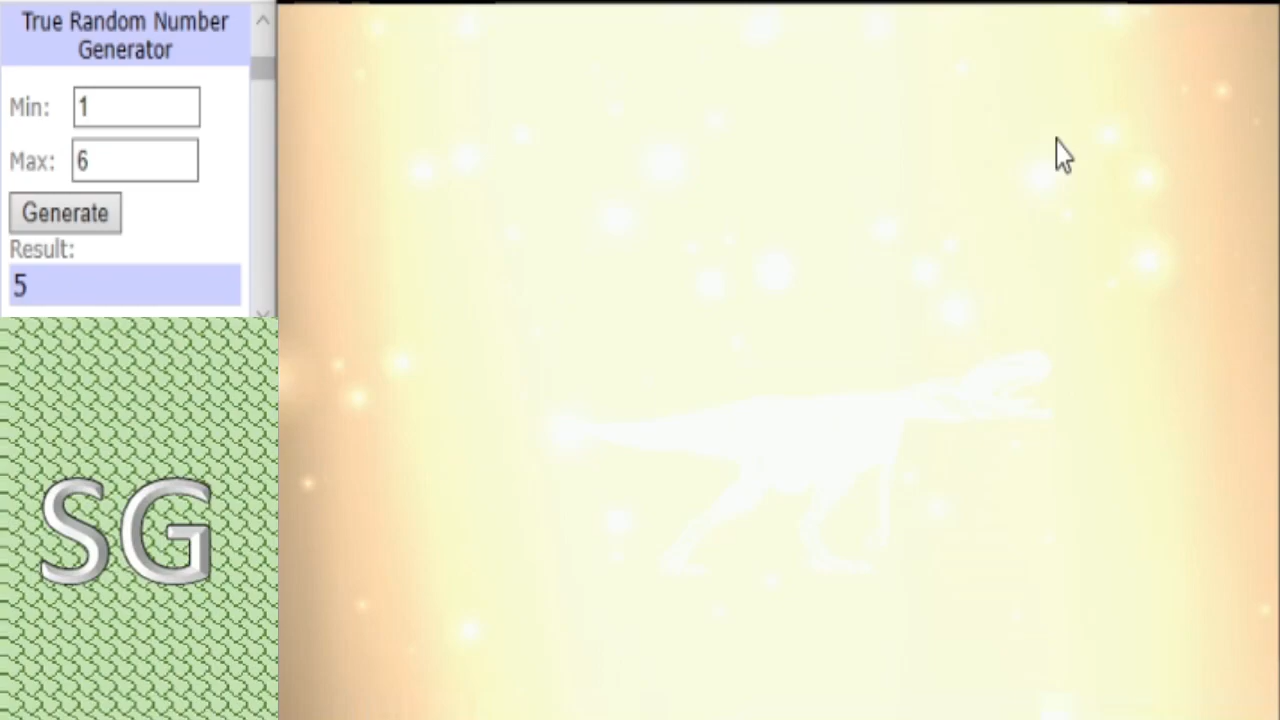 True Random Number
Generator
Min: 1
Max: 6
Generate
Result:
5
SG